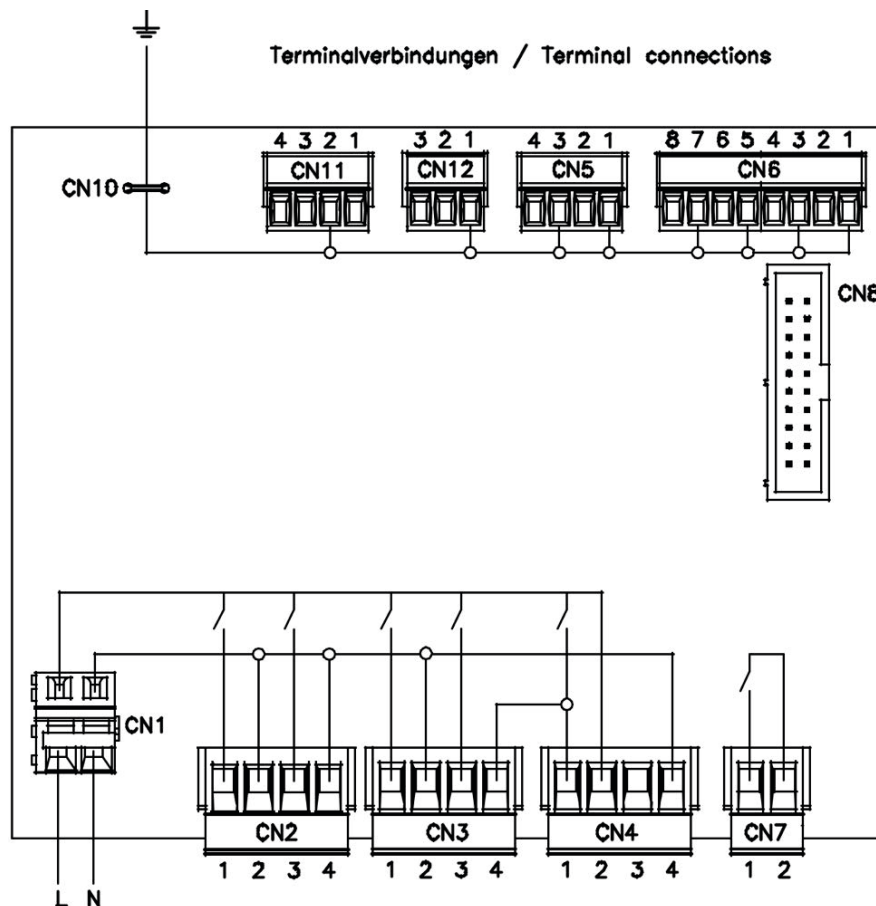 Terminalverbindungen / Terminal connections
4 3 2 1 3 2 1 4 3 2 1 8 7 6 5 4 3 2 1
CN10 CN11 CN12 CN5 CN6
CN8
CN1
CN2 CN3 CN4 CN7
1 2 3 4 1 2 3 4 1 2 3 4 1 2
L N